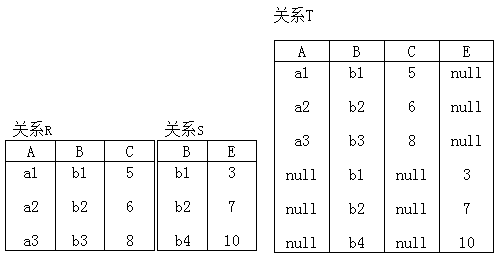 关系T
A B C E
a1 b1 5 null
a2 b2 6 null
a3 b3 8 null
null b1 null 3
null b2 null 7
null b4 null 10
关系R
A B C
a1 b1 5
a2 b2 6
a3 b3 8
关系S
B E
b1 3
b2 7
b4 10